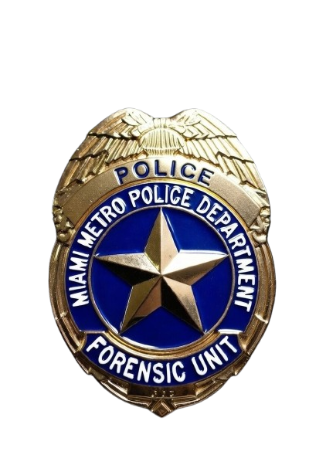 POLICE
MIAMI METRO POLICE DEPARTMENT
FORENSIC UNIT